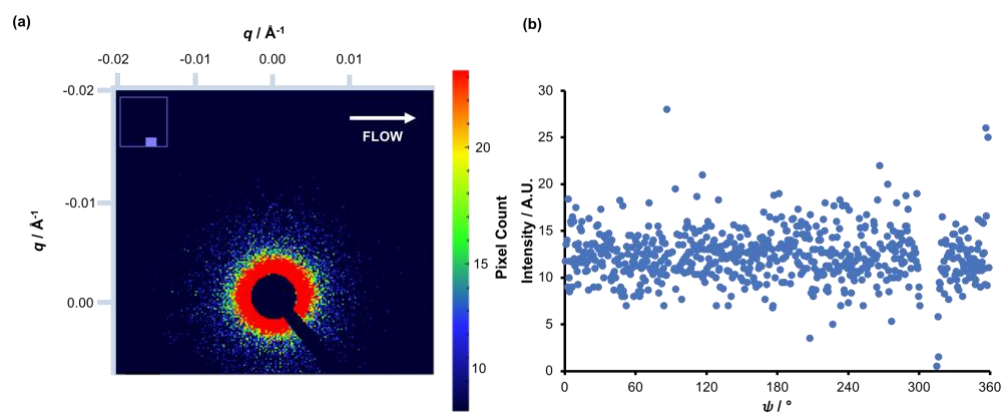 (a)
q / Å-1
-0.02 -0.01 0.00 0.01
-0.02
-0.01
0.00
q / Å-1
FLOW
20
15
10
Pixel Count
(b)
30
25
20
15
10
5
0
Intensity / A.U.
0 60 120 180 240 300 360
ψ / °